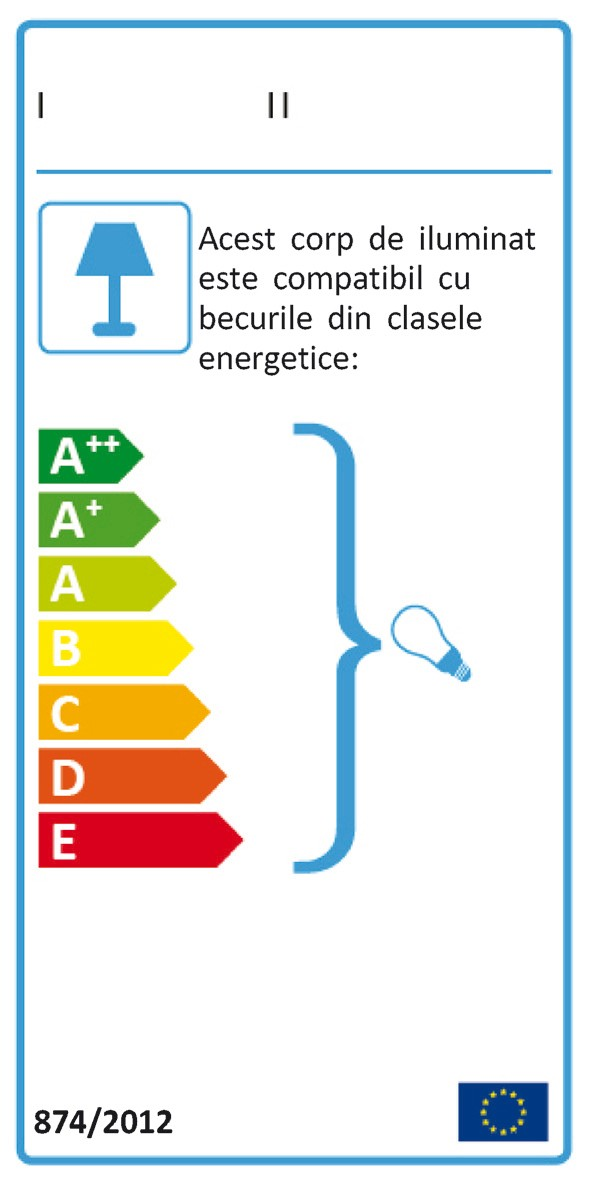 I II
Acest corp de iluminat
este compatibil cu
becurile din clasele
energetice:
A++
A+
A
B
C
D
E
874/2012